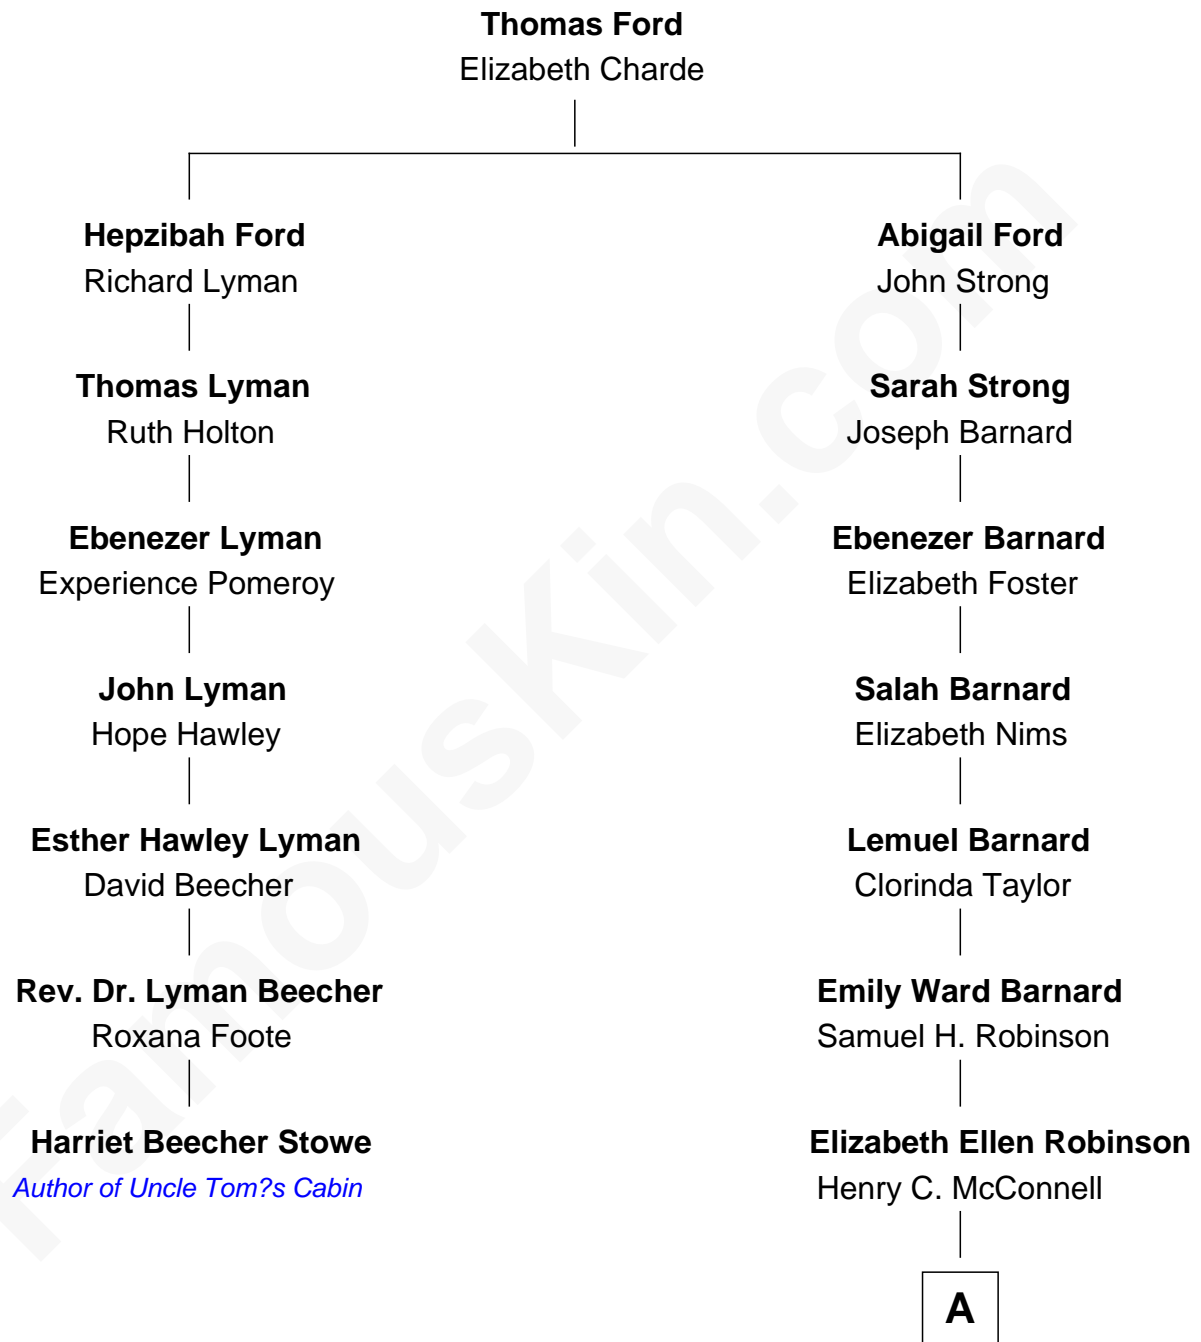 Thomas Ford
Elizabeth Charde
Hepzibah Ford
Richard Lyman
Abigail Ford
John Strong
Thomas Lyman
Ruth Holton
Sarah Strong
Joseph Barnard
Ebenezer Lyman
Experience Pomeroy
Ebenezer Barnard
Elizabeth Foster
John Lyman
Hope Hawley
Salah Barnard
Elizabeth Nims
Esther Hawley Lyman
David Beecher
Lemuel Barnard
Clorinda Taylor
Rev. Dr. Lyman Beecher
Roxana Foote
Emily Ward Barnard
Samuel H. Robinson
Harriet Beecher Stowe
Author of Uncle Tom?s Cabin
Elizabeth Ellen Robinson
Henry C. McConnell
A
FamousKin.com